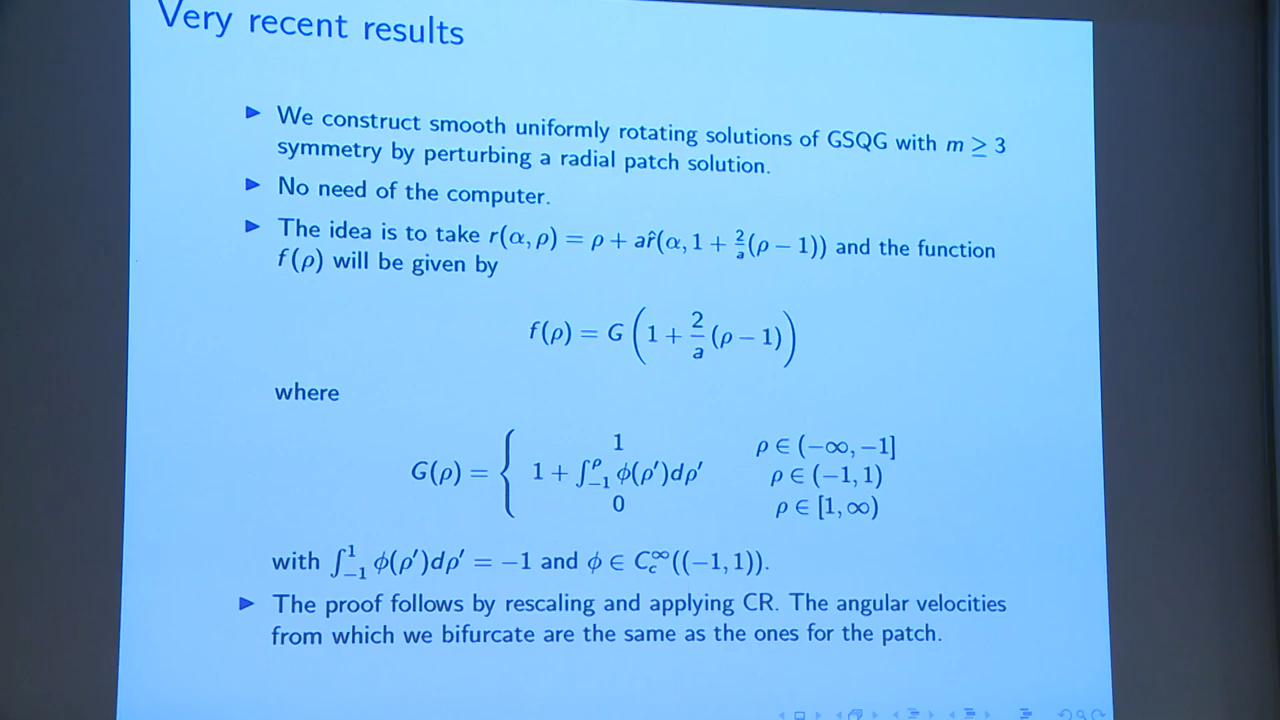 Very recent results
▶ We construct smooth uniformly rotating solutions of GSQG with m ≥ 3
symmetry by perturbing a radial patch solution.
▶ No need of the computer.
▶ The idea is to take r(α, ρ) = ρ + ar̂(α, 1 + 2/a(ρ − 1)) and the function
f(ρ) will be given by
f(ρ) = G(1 + 2/a(ρ − 1))
where
G(ρ) = { 1 ρ ∈ (−∞, −1]
1 + ∫_{−1}^{ρ} ϕ(ρ′)dρ′ ρ ∈ (−1, 1)
0 ρ ∈ [1, ∞)
with ∫_{−1}^{1} ϕ(ρ′)dρ′ = −1 and ϕ ∈ C_c^∞((−1, 1)).
▶ The proof follows by rescaling and applying CR. The angular velocities
from which we bifurcate are the same as the ones for the patch.